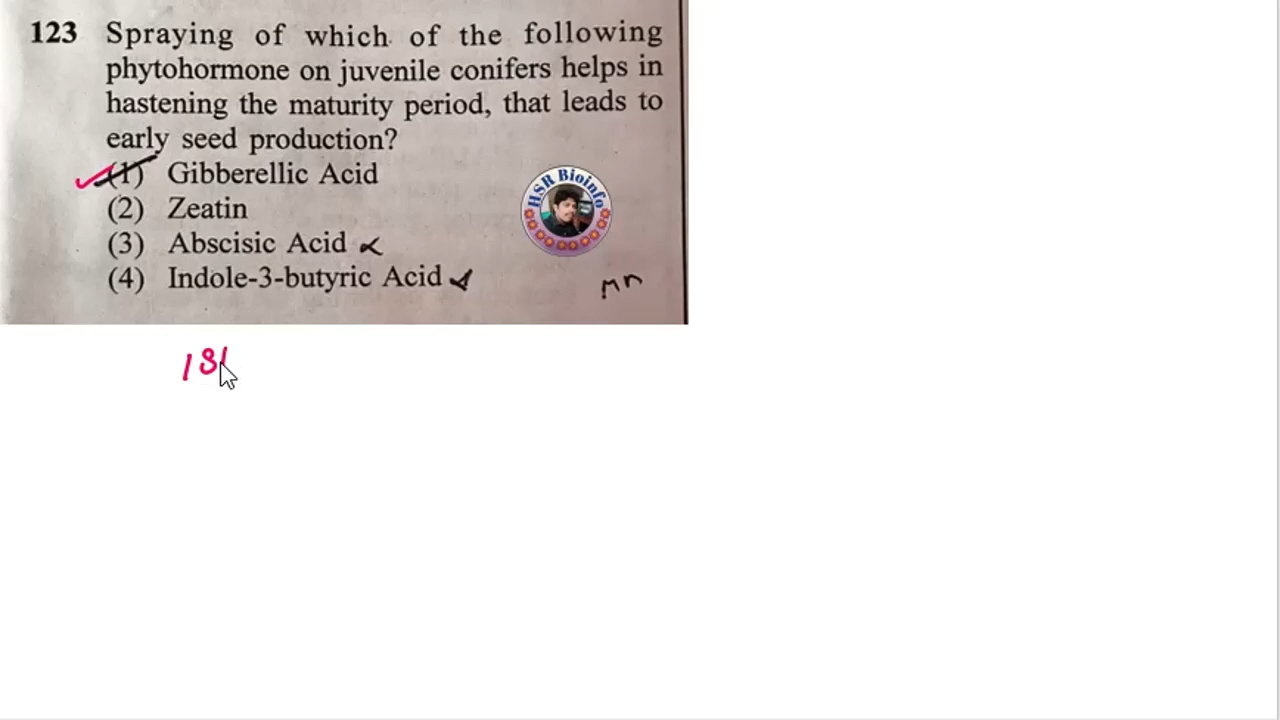 123 Spraying of which of the following
phytohormone on juvenile conifers helps in
hastening the maturity period, that leads to
early seed production?
(1) Gibberellic Acid
(2) Zeatin
(3) Abscisic Acid
(4) Indole-3-butyric Acid
HSR Bioinfo
181